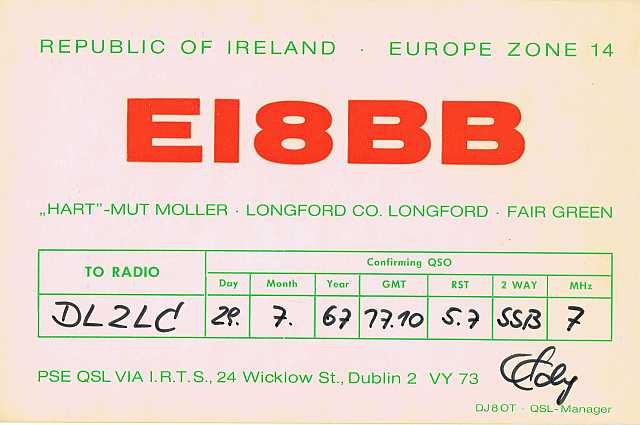 REPUBLIC OF IRELAND · EUROPE ZONE 14
EI8BB
„HART"-MUT MOLLER · LONGFORD CO. LONGFORD · FAIR GREEN
TO RADIO Confirming QSO
Day Month Year GMT RST 2 WAY MHz
DL2LC 29. 7. 67 17.10 5.7 SSB 7
PSE QSL VIA I.R.T.S., 24 Wicklow St., Dublin 2 VY 73
DJ8OT · QSL-Manager